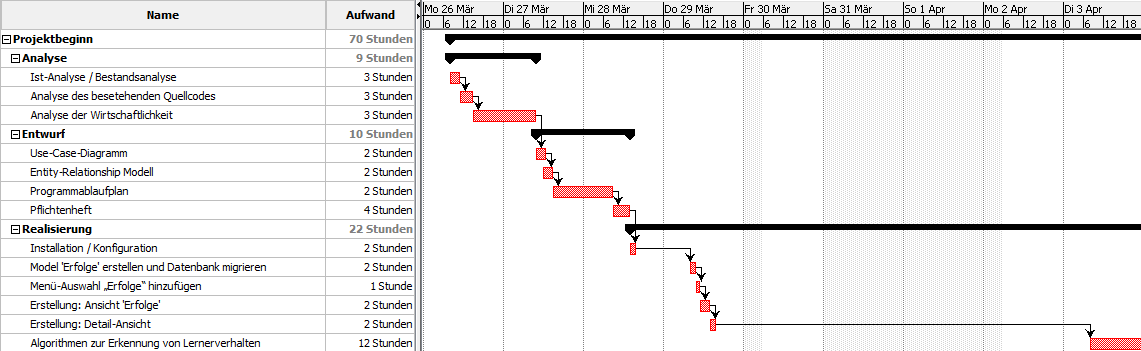 Name Aufwand Mo 26 Mär Di 27 Mär Mi 28 Mär Do 29 Mär Fr 30 Mär Sa 31 Mär So 1 Apr Mo 2 Apr Di 3 Apr
0 6 12 18 0 6 12 18 0 6 12 18 0 6 12 18 0 6 12 18 0 6 12 18 0 6 12 18 0 6 12 18 0 6 12 18
Projektbeginn 70 Stunden
Analyse 9 Stunden
Ist-Analyse / Bestandsanalyse 3 Stunden
Analyse des besetehenden Quellcodes 3 Stunden
Analyse der Wirtschaftlichkeit 3 Stunden
Entwurf 10 Stunden
Use-Case-Diagramm 2 Stunden
Entity-Relationship Modell 2 Stunden
Programmablaufplan 2 Stunden
Pflichtenheft 4 Stunden
Realisierung 22 Stunden
Installation / Konfiguration 2 Stunden
Model 'Erfolge' erstellen und Datenbank migrieren 2 Stunden
Menü-Auswahl „Erfolge“ hinzufügen 1 Stunde
Erstellung: Ansicht 'Erfolge' 2 Stunden
Erstellung: Detail-Ansicht 2 Stunden
Algorithmen zur Erkennung von Lernerverhalten 12 Stunden